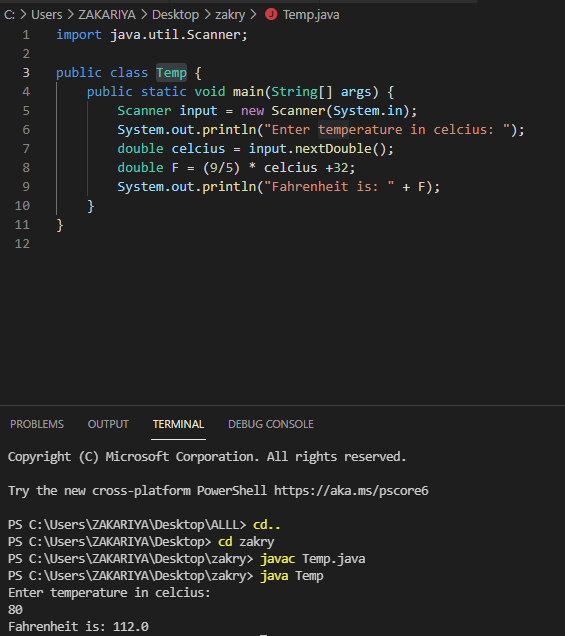 C: > Users > ZAKARIYA > Desktop > zakry > J Temp.java
1 import java.util.Scanner;
2
3 public class Temp {
4 public static void main(String[] args) {
5 Scanner input = new Scanner(System.in);
6 System.out.println("Enter temperature in celcius: ");
7 double celcius = input.nextDouble();
8 double F = (9/5) * celcius +32;
9 System.out.println("Fahrenheit is: " + F);
10 }
11 }
12
PROBLEMS OUTPUT TERMINAL DEBUG CONSOLE
Copyright (C) Microsoft Corporation. All rights reserved.
Try the new cross-platform PowerShell https://aka.ms/pscore6
PS C:\Users\ZAKARIYA\Desktop\ALLL> cd..
PS C:\Users\ZAKARIYA\Desktop> cd zakry
PS C:\Users\ZAKARIYA\Desktop\zakry> javac Temp.java
PS C:\Users\ZAKARIYA\Desktop\zakry> java Temp
Enter temperature in celcius:
80
Fahrenheit is: 112.0